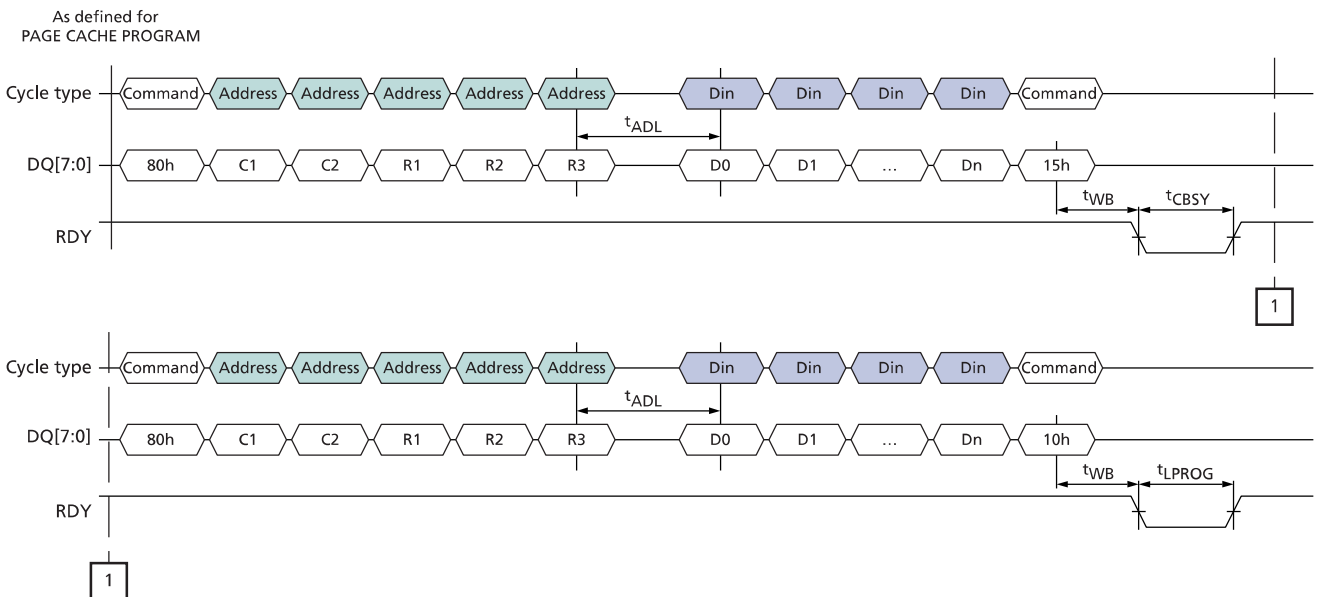 As defined for
PAGE CACHE PROGRAM
Cycle type Command Address Address Address Address Address Din Din Din Din Command
tADL
DQ[7:0] 80h C1 C2 R1 R2 R3 D0 D1 ... Dn 15h
tWB tCBSY
RDY
1
Cycle type Command Address Address Address Address Address Din Din Din Din Command
tADL
DQ[7:0] 80h C1 C2 R1 R2 R3 D0 D1 ... Dn 10h
tWB tLPROG
RDY
1